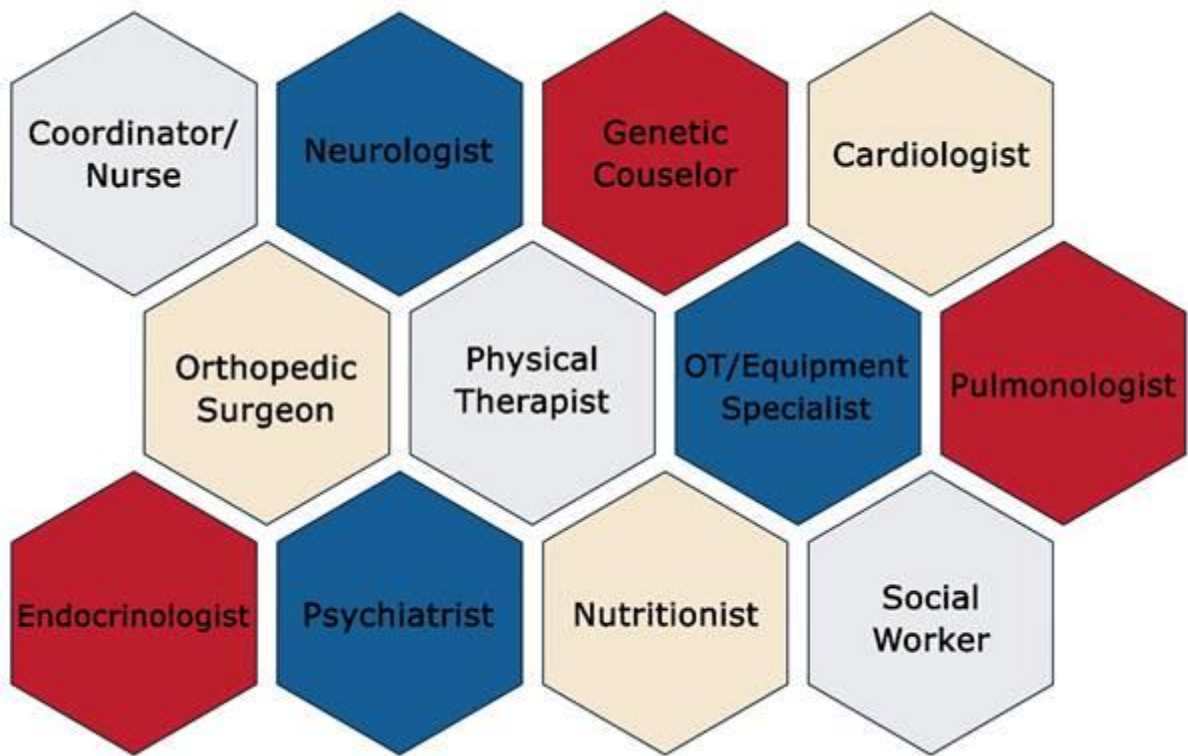 Coordinator/
Nurse
Neurologist
Genetic
Couselor
Cardiologist
Orthopedic
Surgeon
Physical
Therapist
OT/Equipment
Specialist
Pulmonologist
Endocrinologist
Psychiatrist
Nutritionist
Social
Worker